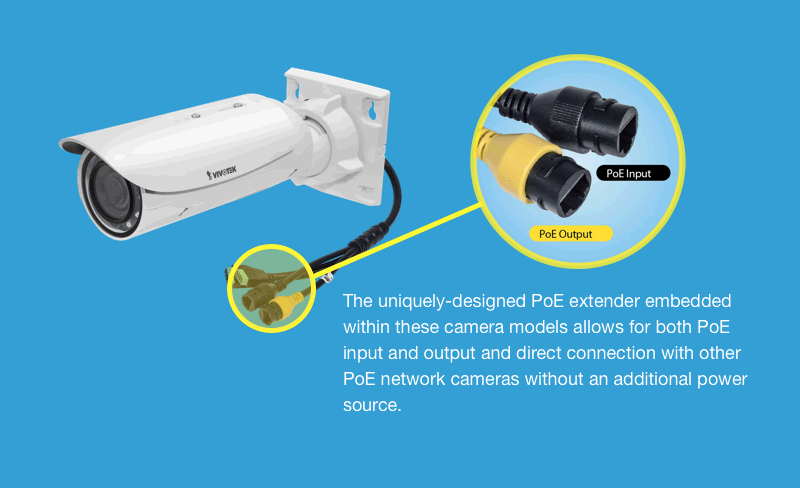 VIVOTEK
PoE Input
PoE Output
The uniquely-designed PoE extender embedded
within these camera models allows for both PoE
input and output and direct connection with other
PoE network cameras without an additional power
source.